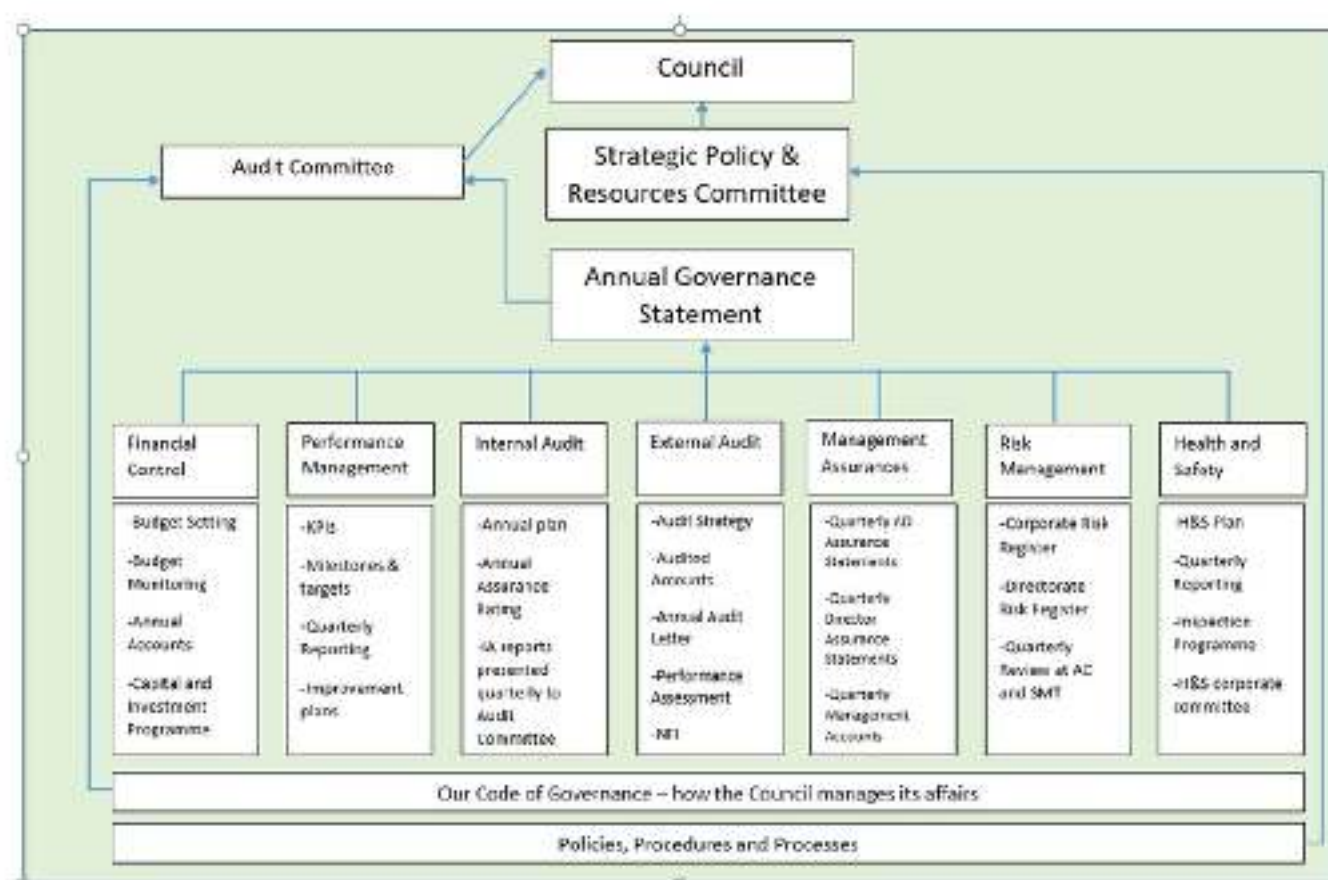 Council
Audit Committee
Strategic Policy &
Resources Committee
Annual Governance
Statement
Financial
Control
-Budget Setting
-Budget
Monitoring
-Annual
Accounts
-Capital and
Investment
Programme
Performance
Management
-KPIs
-Milestones &
targets
-Quarterly
Reporting
-Improvement
plans
Internal Audit
-Annual plan
-Annual
Assurance
Rating
-IA reports
presented
quarterly to
Audit
Committee
External Audit
-Audit Strategy
-Audited
Accounts
-Annual Audit
Letter
-Performance
Assessment
-NFI
Management
Assurances
-Quarterly AD
Assurance
Statements
-Quarterly
Director
Assurance
Statements
-Quarterly
Management
Accounts
Risk
Management
-Corporate Risk
Register
-Directorate
Risk Register
-Quarterly
Review at AC
and SMT
Health and
Safety
-H&S Plan
-Quarterly
Reporting
-Inspection
Programme
-H&S corporate
committee
Our Code of Governance – how the Council manages its affairs
Policies, Procedures and Processes